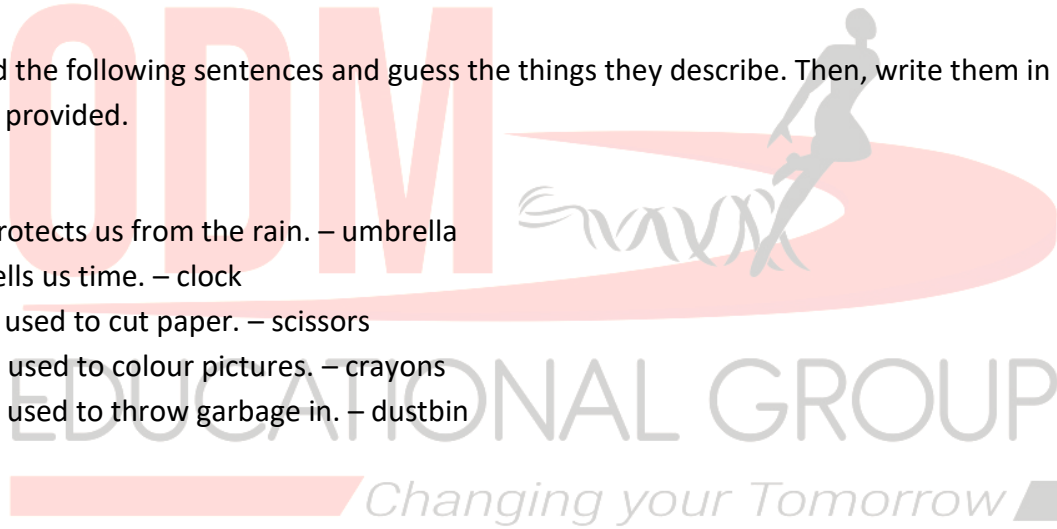 ODM
d the following sentences and guess the things they describe. Then, write them in
provided.
rotects us from the rain. – umbrella
ells us time. – clock
used to cut paper. – scissors
used to colour pictures. – crayons
used to throw garbage in. – dustbin
EDUCATIONAL GROUP
Changing your Tomorrow